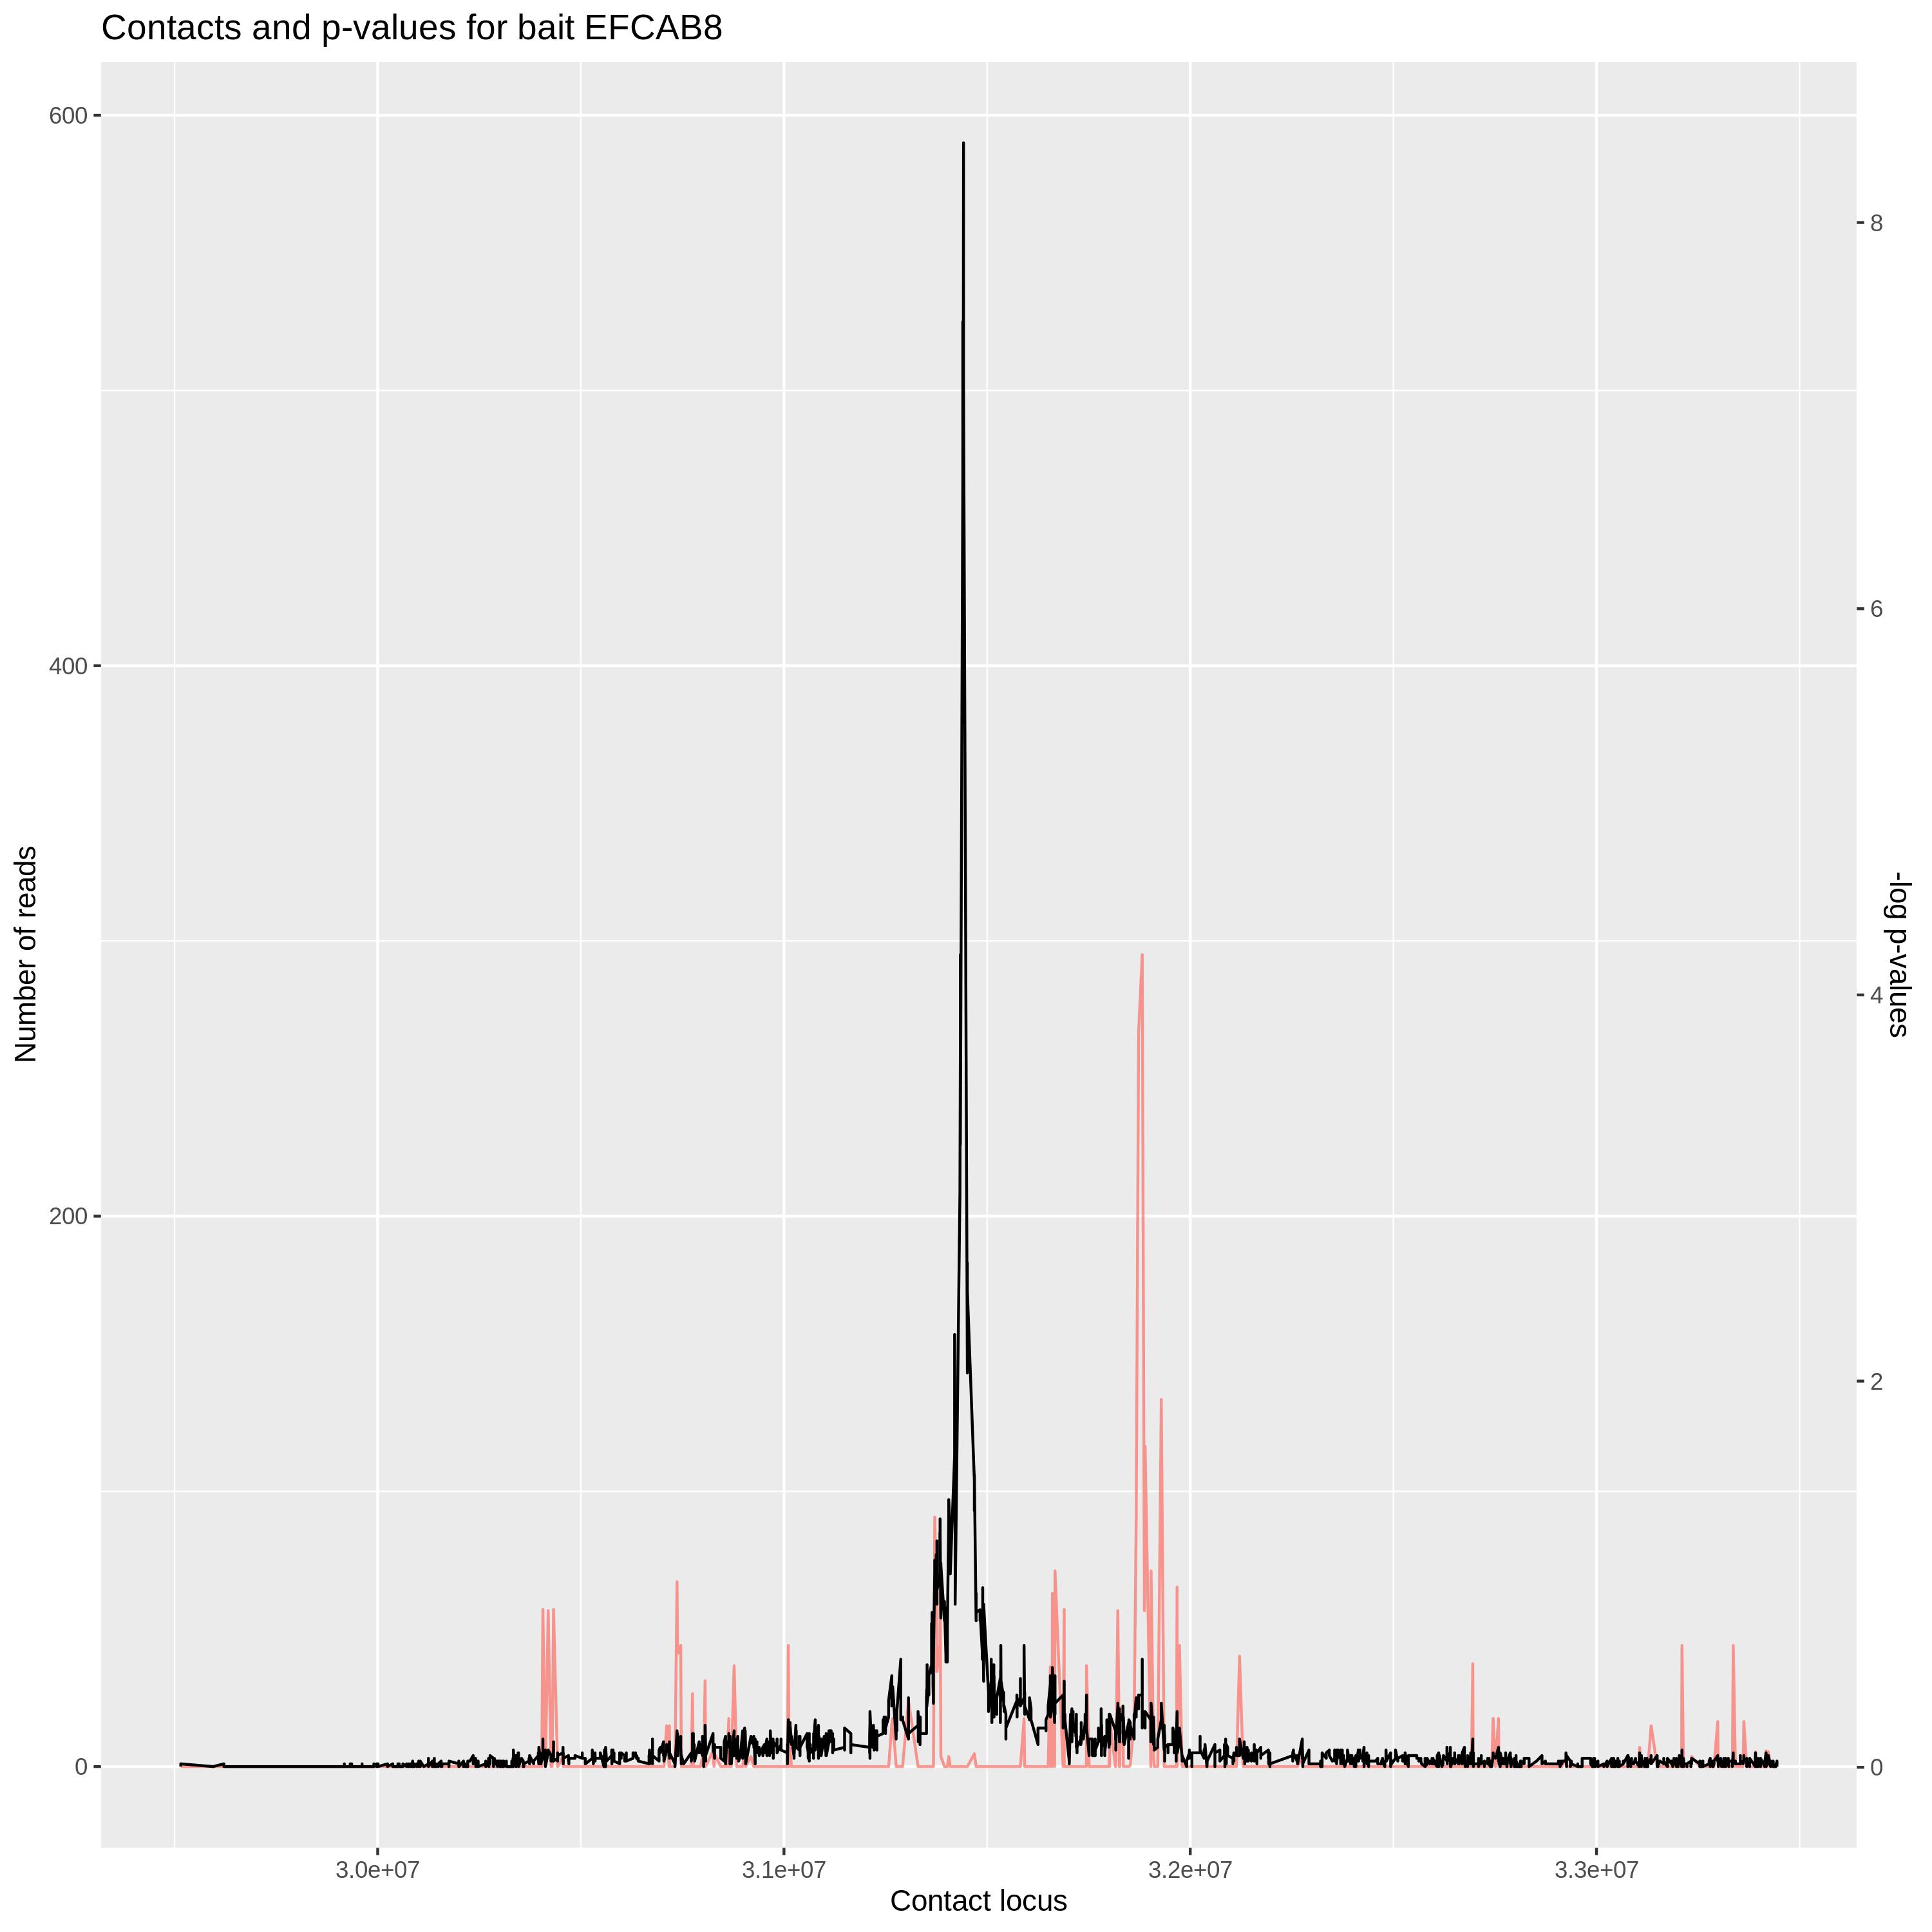 Contacts and p-values for bait EFCAB8
600
400
200
0
Number of reads
8
6
4
2
0
-log p-values
3.0e+07
3.1e+07
3.2e+07
3.3e+07
Contact locus